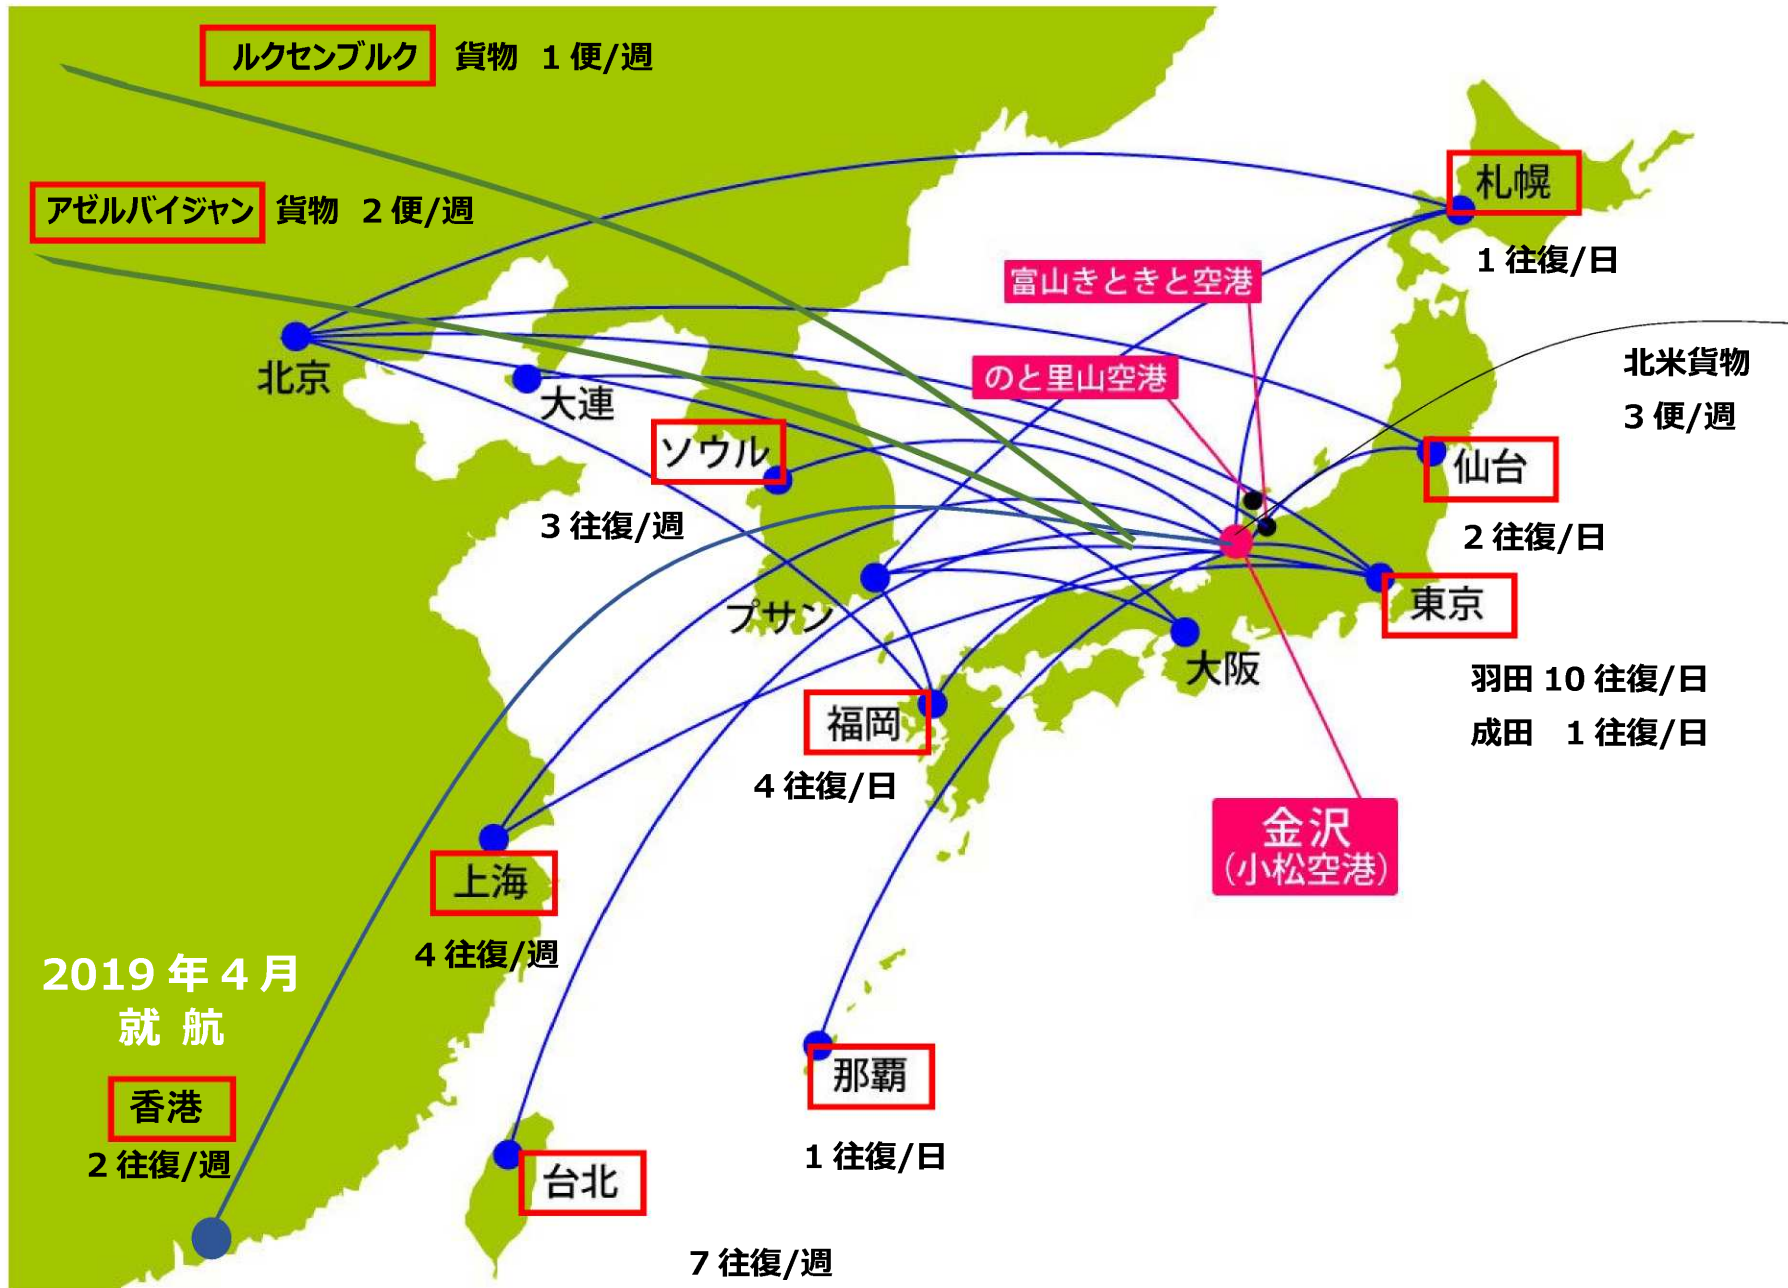 ルクセンブルク 貨物 1便/週
アゼルバイジャン 貨物 2便/週
札幌
1往復/日
富山きときと空港
のと里山空港
北米貨物
3便/週
北京
大連
ソウル
3往復/週
仙台
2往復/日
プサン
大阪
東京
羽田10往復/日
成田 1往復/日
福岡
4往復/日
金沢
(小松空港)
上海
4往復/週
2019年4月
就 航
香港
2往復/週
那覇
1往復/日
台北
7往復/週